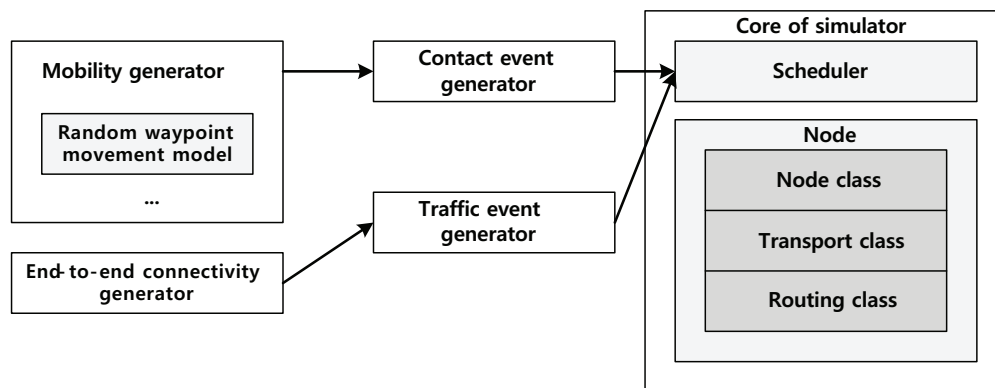 Mobility generator
Random waypoint
movement model
...
End-to-end connectivity
generator
Contact event
generator
Traffic event
generator
Core of simulator
Scheduler
Node
Node class
Transport class
Routing class